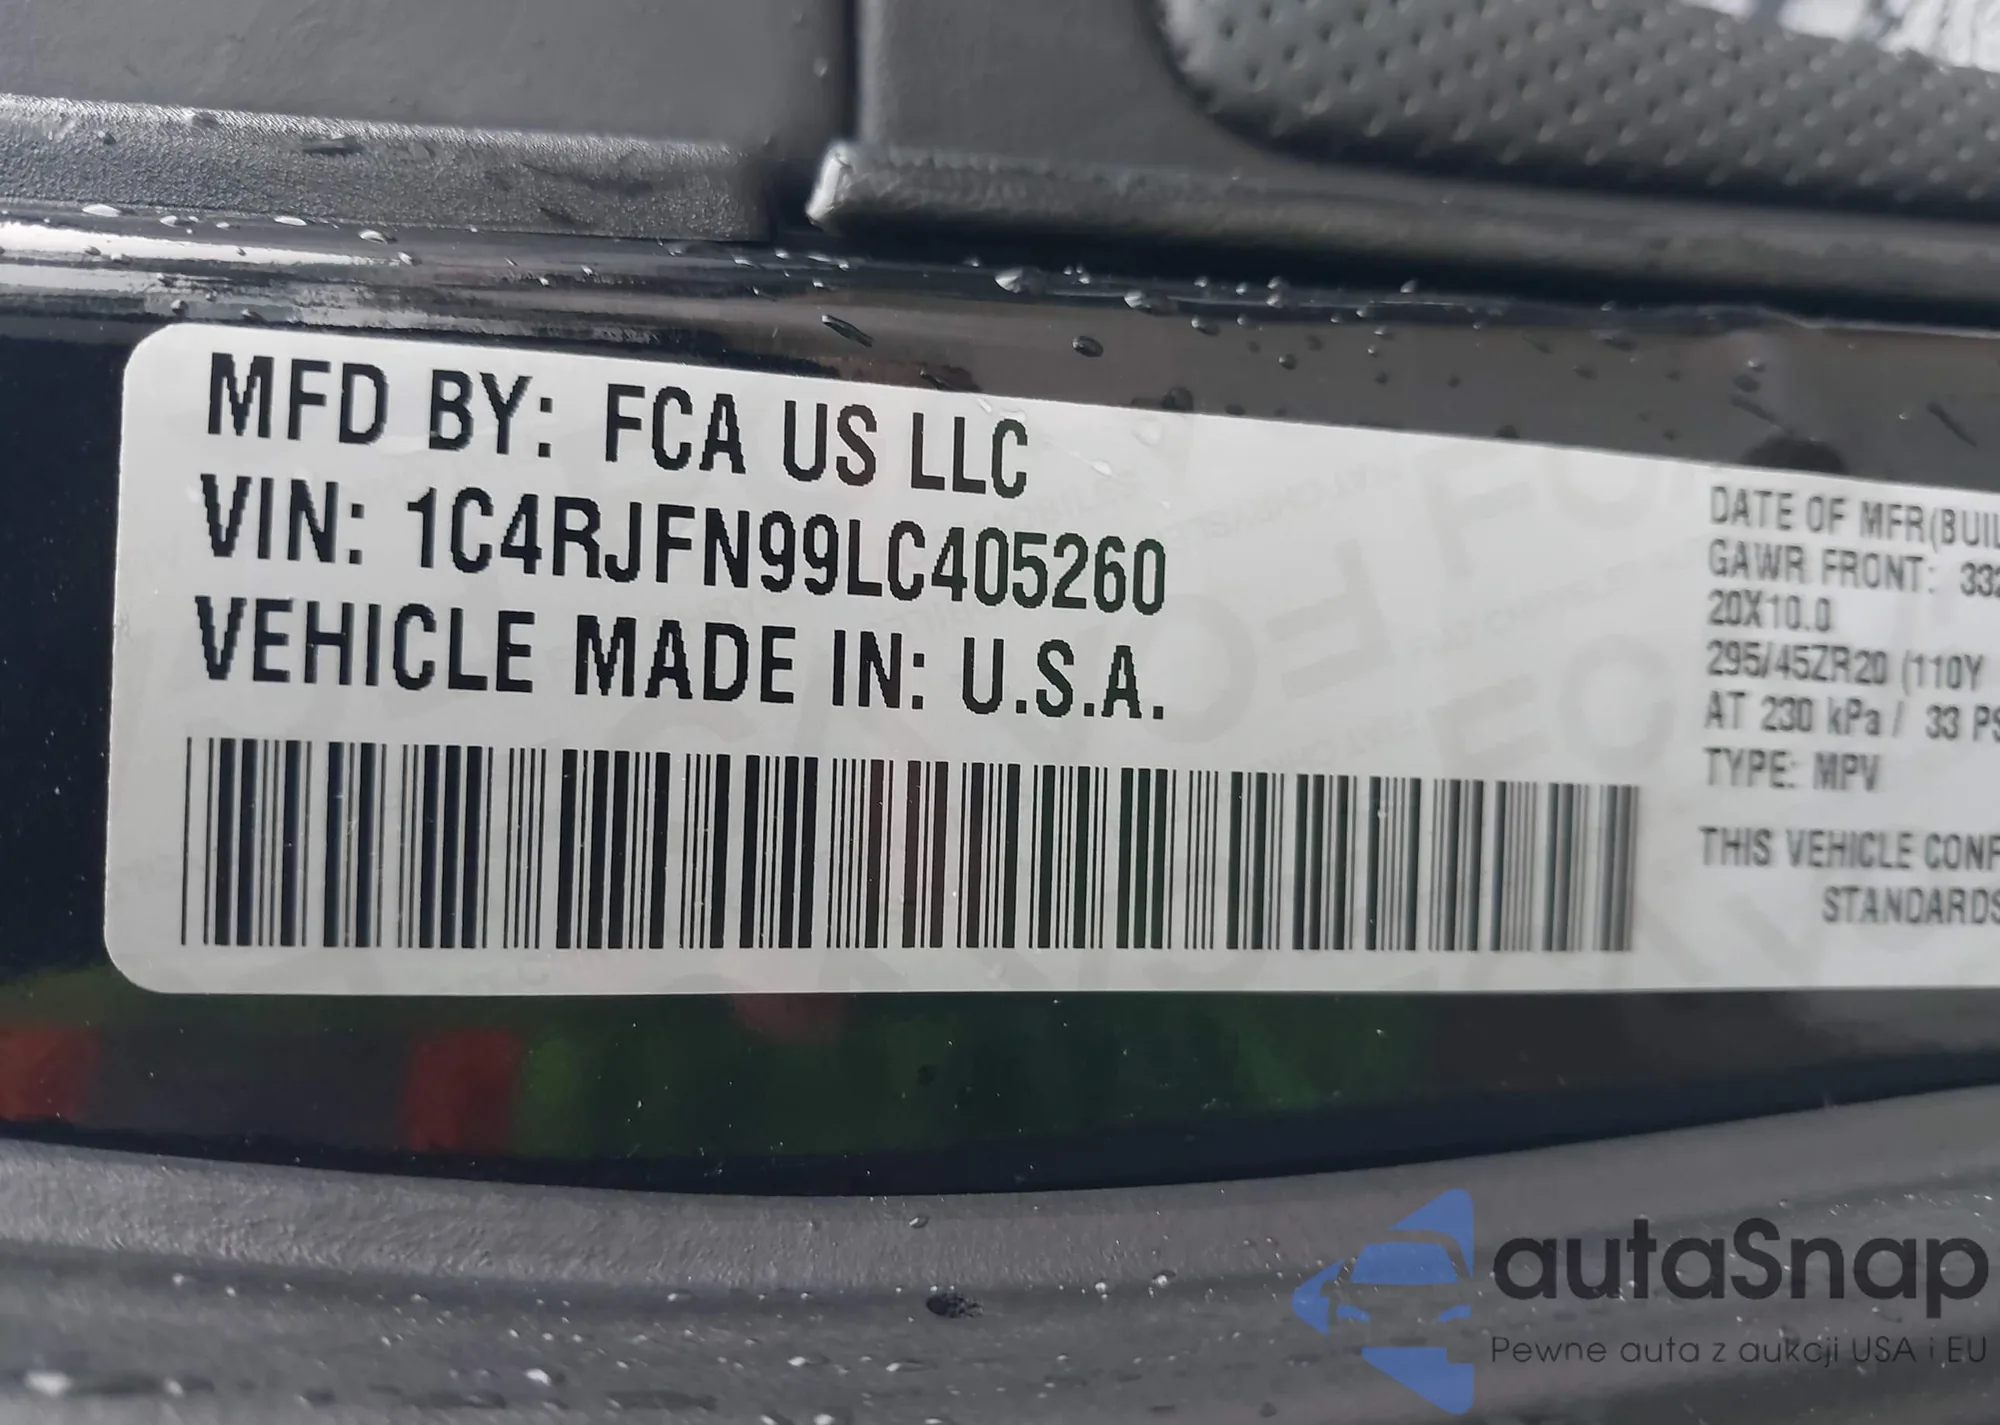 MFD BY: FCA US LLC
VIN: 1C4RJFN99LC405260
VEHICLE MADE IN: U.S.A.
DATE OF MFR(BUIL
GAWR FRONT: 332
20X10.0
295/45ZR20 (110Y
AT 230 kPa / 33 PS
TYPE: MPV
THIS VEHICLE CONF
STANDARDS
autaSnap
Pewne auta z aukcji USA i EU